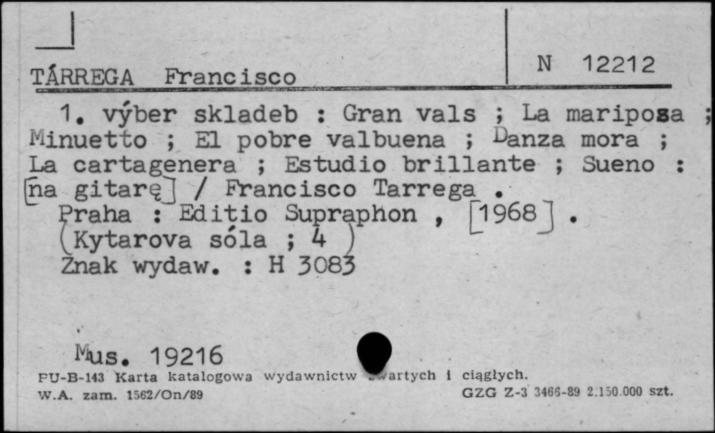 N 12212
TÁRREGA Francisco
1. výber skladeb : Gran vals ; La mariposa ;
Minuetto ; El pobre valbuena ; Danza mora ;
La cartagenera ; Estudio brillante ; Sueno :
[na gitarę] / Francisco Tarrega .
Praha : Editio Supraphon , [1968] .
(Kytarova sóla ; 4 )
Znak wydaw. : H 3083
Mus. 19216
PU-B-143 Karta katalogowa wydawnictw zwartych i ciągłych.
W.A. zam. 1562/On/89 GZG Z-3 3466-89 2.150.000 szt.